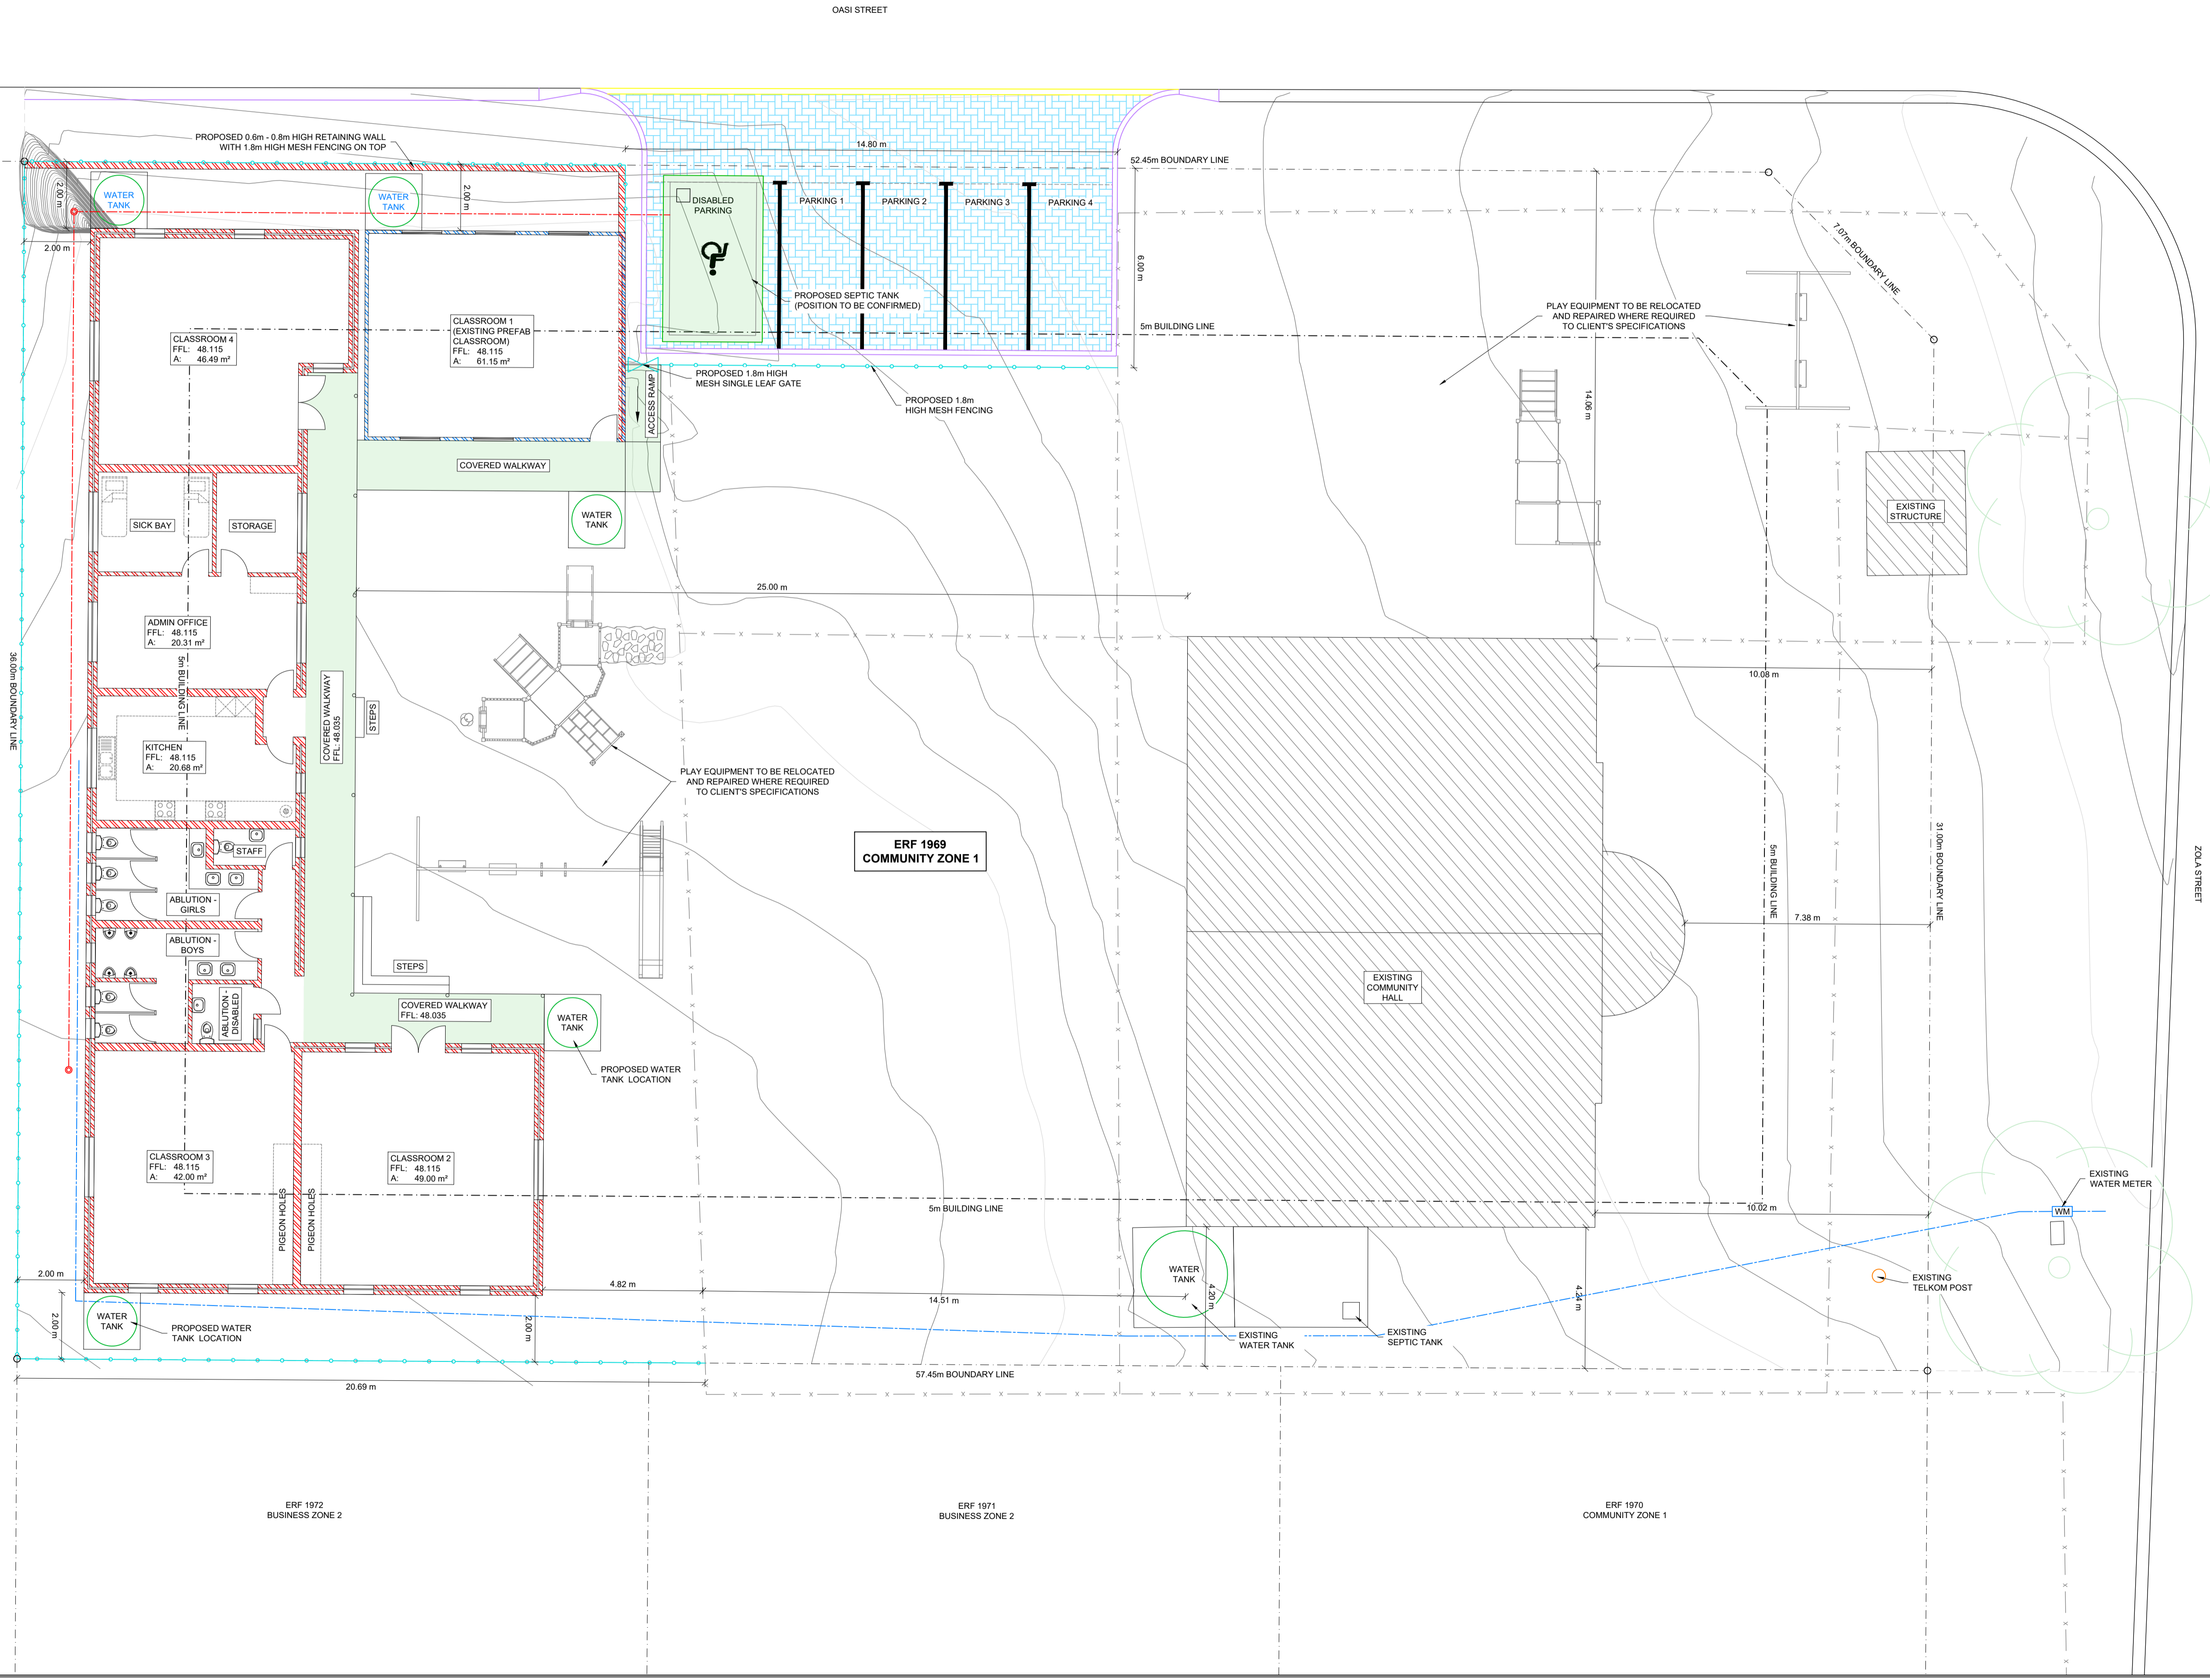 OASI STREET
PROPOSED 0.6m - 0.8m HIGH RETAINING WALL
WITH 1.8m HIGH MESH FENCING ON TOP
14.80 m
52.45m BOUNDARY LINE
2.00 m
WATER
TANK
WATER
TANK
2.00 m
2.00 m
DISABLED
PARKING
PARKING 1
PARKING 2
PARKING 3
PARKING 4
6.00 m
7.07m BOUNDARY LINE
PROPOSED SEPTIC TANK
(POSITION TO BE CONFIRMED)
5m BUILDING LINE
PLAY EQUIPMENT TO BE RELOCATED
AND REPAIRED WHERE REQUIRED
TO CLIENT'S SPECIFICATIONS
CLASSROOM 4
FFL: 48.115
A: 46.49 m²
CLASSROOM 1
(EXISTING PREFAB
CLASSROOM)
FFL: 48.115
A: 61.15 m²
PROPOSED 1.8m HIGH
MESH SINGLE LEAF GATE
ACCESS RAMP
PROPOSED 1.8m
HIGH MESH FENCING
14.06 m
COVERED WALKWAY
SICK BAY
STORAGE
WATER
TANK
EXISTING
STRUCTURE
25.00 m
ADMIN OFFICE
FFL: 48.115
A: 20.31 m²
5m BUILDING LINE
36.00m BOUNDARY LINE
COVERED WALKWAY
FFL: 48.035
STEPS
10.08 m
KITCHEN
FFL: 48.115
A: 20.68 m²
PLAY EQUIPMENT TO BE RELOCATED
AND REPAIRED WHERE REQUIRED
TO CLIENT'S SPECIFICATIONS
STAFF
ERF 1969
COMMUNITY ZONE 1
5m BUILDING LINE
31.00m BOUNDARY LINE
ZOLA STREET
ABLUTION -
GIRLS
7.38 m
ABLUTION -
BOYS
STEPS
ABLUTION -
DISABLED
COVERED WALKWAY
FFL: 48.035
EXISTING
COMMUNITY
HALL
WATER
TANK
PROPOSED WATER
TANK LOCATION
CLASSROOM 3
FFL: 48.115
A: 42.00 m²
PIGEON HOLES
PIGEON HOLES
CLASSROOM 2
FFL: 48.115
A: 49.00 m²
5m BUILDING LINE
10.02 m
EXISTING
WATER METER
WM
2.00 m
4.82 m
14.51 m
WATER
TANK
4.20 m
4.24 m
EXISTING
TELKOM POST
2.00 m
WATER
TANK
PROPOSED WATER
TANK LOCATION
2.00 m
EXISTING
WATER TANK
EXISTING
SEPTIC TANK
20.69 m
57.45m BOUNDARY LINE
ERF 1972
BUSINESS ZONE 2
ERF 1971
BUSINESS ZONE 2
ERF 1970
COMMUNITY ZONE 1